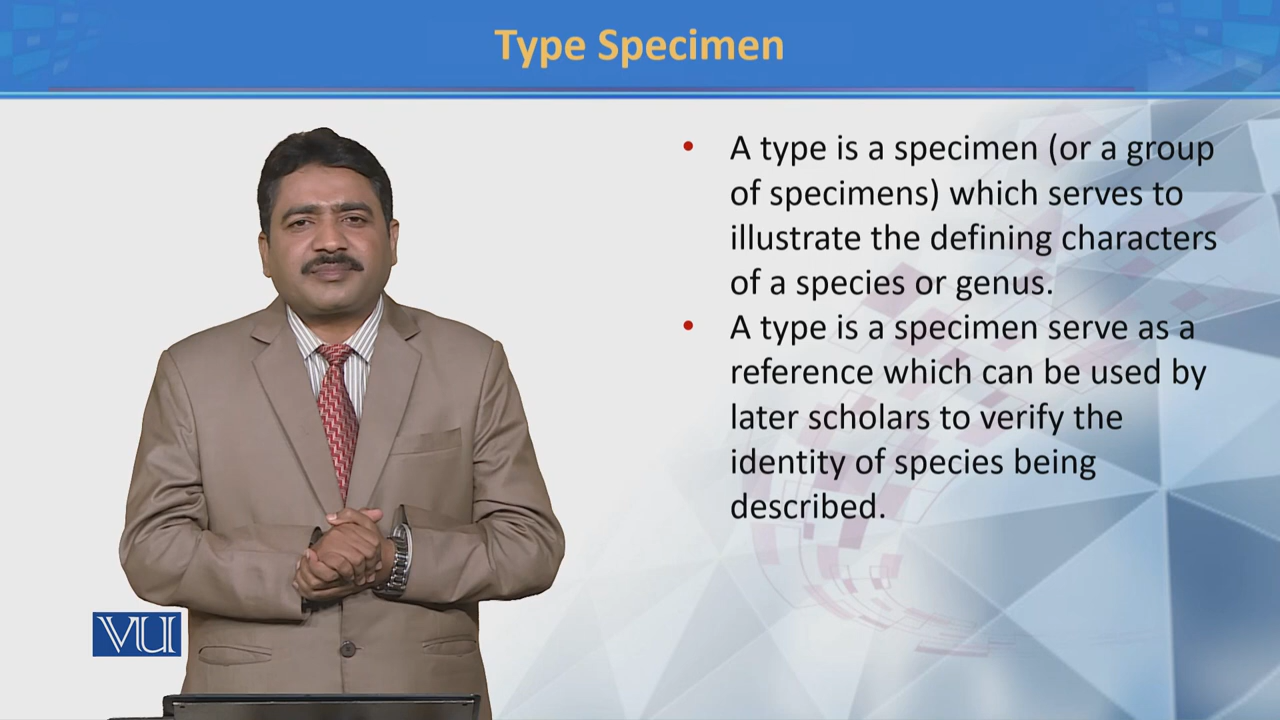 Type Specimen
• A type is a specimen (or a group
of specimens) which serves to
illustrate the defining characters
of a species or genus.
• A type is a specimen serve as a
reference which can be used by
later scholars to verify the
identity of species being
described.
VU